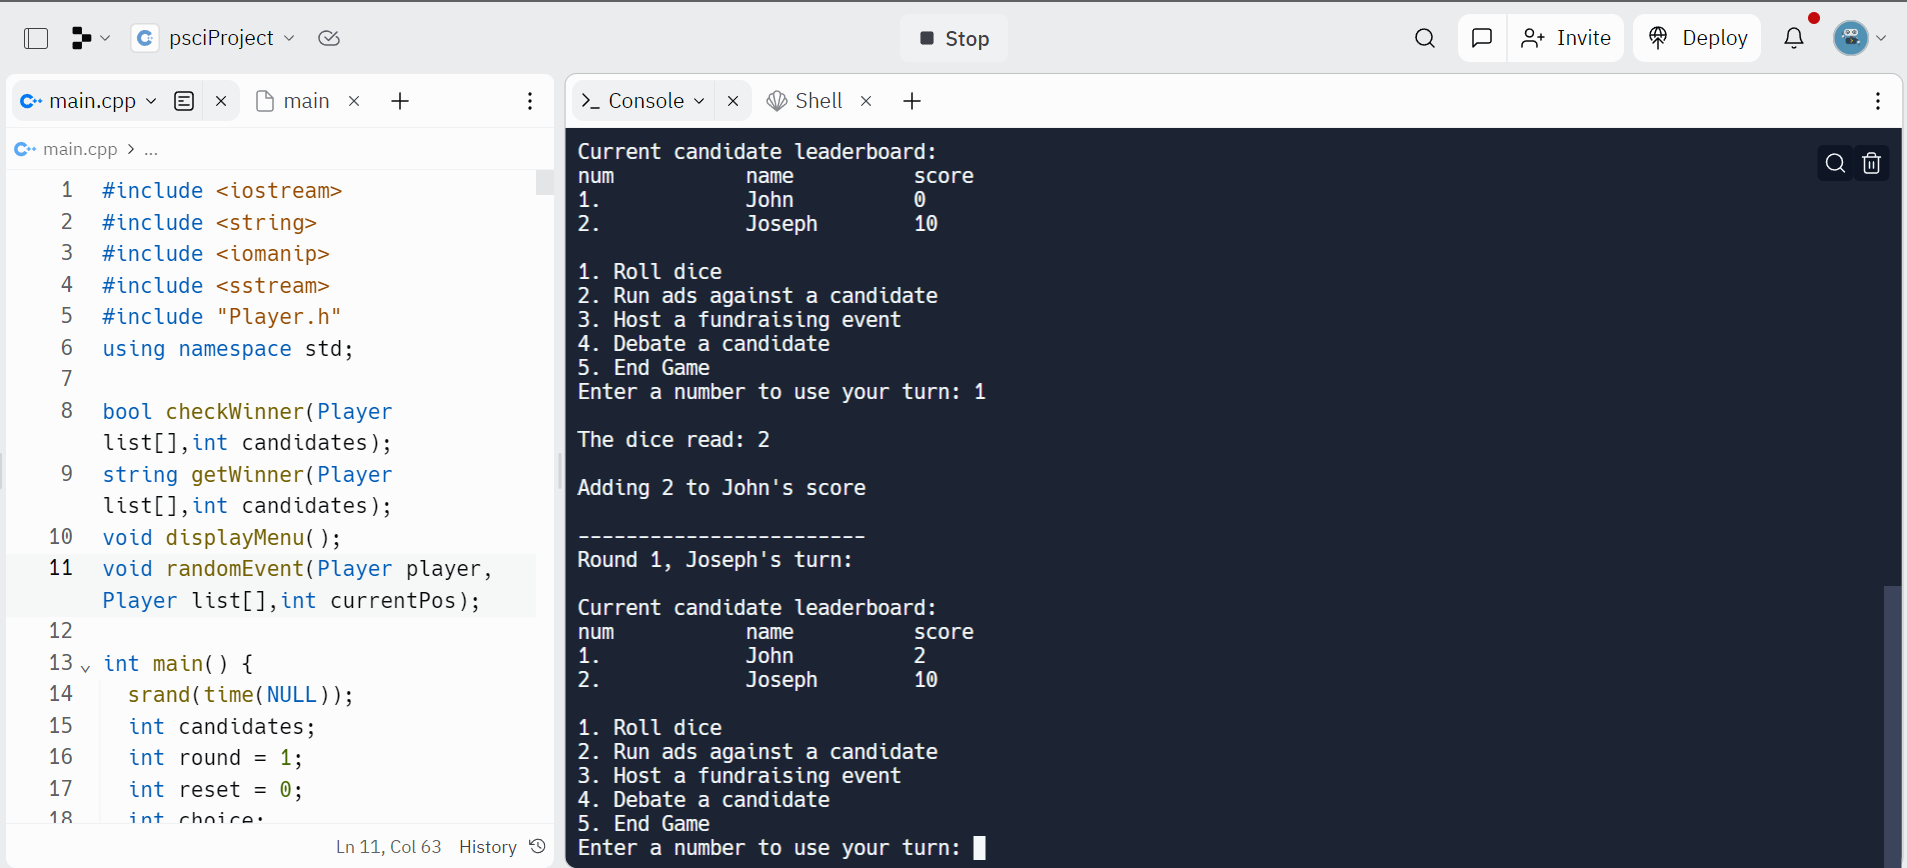 psciProject
Stop
Invite
Deploy
main.cpp
main
main.cpp > ...
1 #include <iostream>
2 #include <string>
3 #include <iomanip>
4 #include <sstream>
5 #include "Player.h"
6 using namespace std;
7
8 bool checkWinner(Player
list[],int candidates);
9 string getWinner(Player
list[],int candidates);
10 void displayMenu();
11 void randomEvent(Player player,
Player list[],int currentPos);
12
13 int main() {
14 srand(time(NULL));
15 int candidates;
16 int round = 1;
17 int reset = 0;
18 int choice;
Ln 11, Col 63 History
Console
Shell
Current candidate leaderboard:
num name score
1. John 0
2. Joseph 10
1. Roll dice
2. Run ads against a candidate
3. Host a fundraising event
4. Debate a candidate
5. End Game
Enter a number to use your turn: 1
The dice read: 2
Adding 2 to John's score
------------------------
Round 1, Joseph's turn:
Current candidate leaderboard:
num name score
1. John 2
2. Joseph 10
1. Roll dice
2. Run ads against a candidate
3. Host a fundraising event
4. Debate a candidate
5. End Game
Enter a number to use your turn: